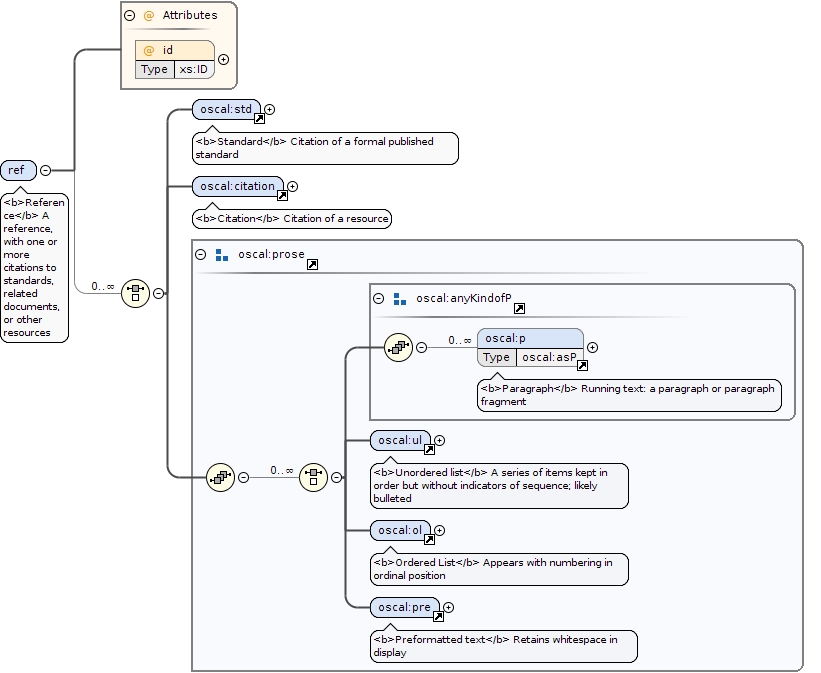 @ Attributes
@ id
Type xs:ID
oscal:std
<b>Standard</b> Citation of a formal published
standard
ref
<b>Referen
ce</b> A
reference,
with one or
more
citations to
standards,
related
documents,
or other
resources
oscal:citation
<b>Citation</b> Citation of a resource
0..∞
oscal:prose
oscal:anyKindofP
0..∞
oscal:p
Type oscal:asP
<b>Paragraph</b> Running text: a paragraph or paragraph
fragment
oscal:ul
<b>Unordered list</b> A series of items kept in
order but without indicators of sequence; likely
bulleted
0..∞
oscal:ol
<b>Ordered List</b> Appears with numbering in
ordinal position
oscal:pre
<b>Preformatted text</b> Retains whitespace in
display